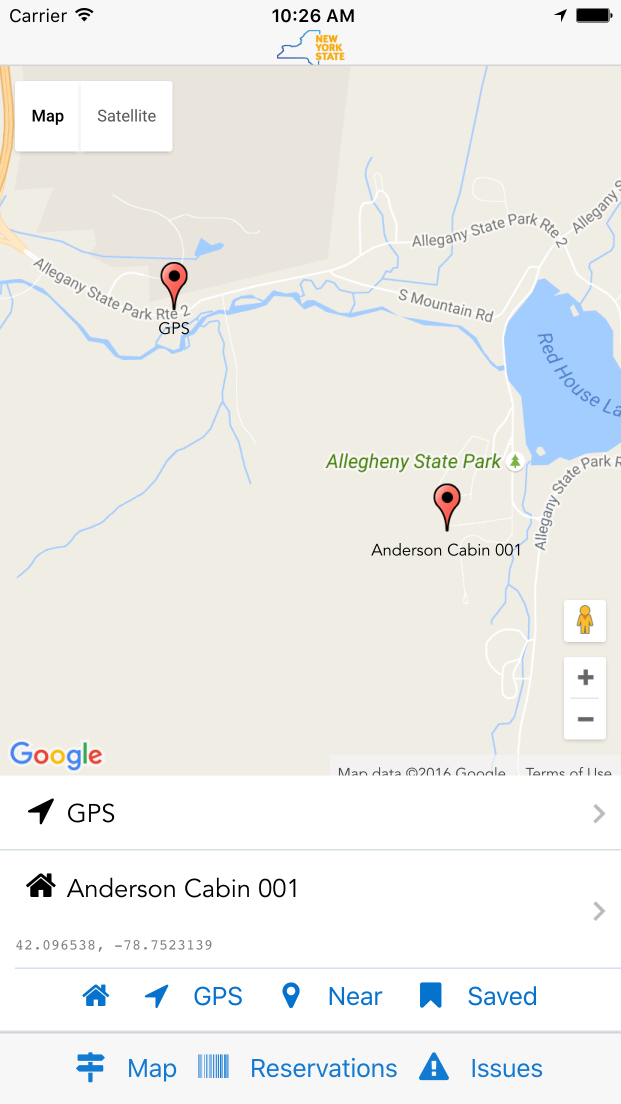 Carrier
10:26 AM
NEW
YORK
STATE
Map
Satellite
Allegany State Park Rte 2
Allegany S
Allegany State Park Rte 2
GPS
S Mountain Rd
Red House La
Allegheny State Park
Allegany State Park R
Anderson Cabin 001
+
−
Google
Map data ©2016 Google
Terms of Use
GPS
Anderson Cabin 001
42.096538, -78.7523139
GPS
Near
Saved
Map
Reservations
Issues